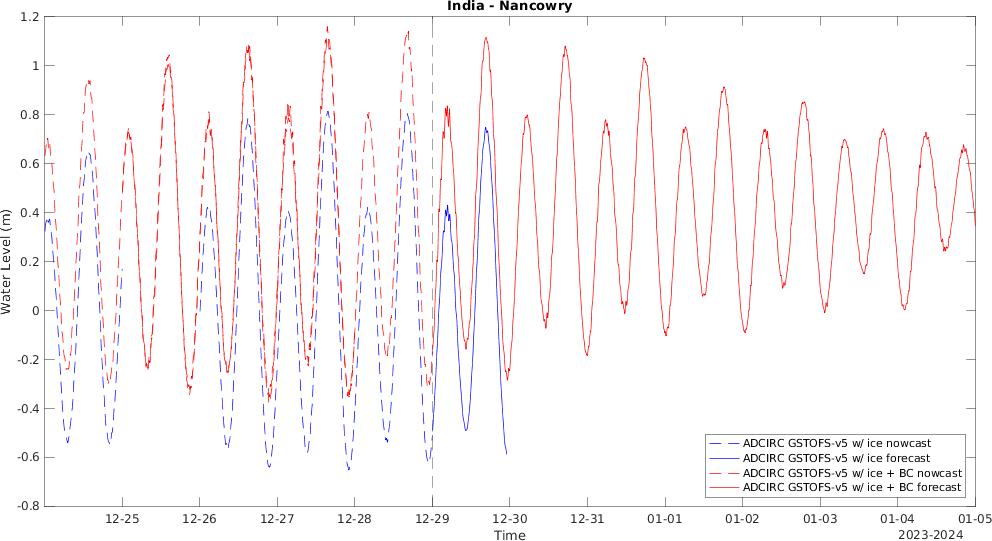 India - Nancowry
1.2
1
0.8
0.6
0.4
0.2
0
-0.2
-0.4
-0.6
-0.8
Water Level (m)
12-25 12-26 12-27 12-28 12-29 12-30 12-31 01-01 01-02 01-03 01-04 01-05
Time
2023-2024
ADCIRC GSTOFS-v5 w/ ice nowcast
ADCIRC GSTOFS-v5 w/ ice forecast
ADCIRC GSTOFS-v5 w/ ice + BC nowcast
ADCIRC GSTOFS-v5 w/ ice + BC forecast